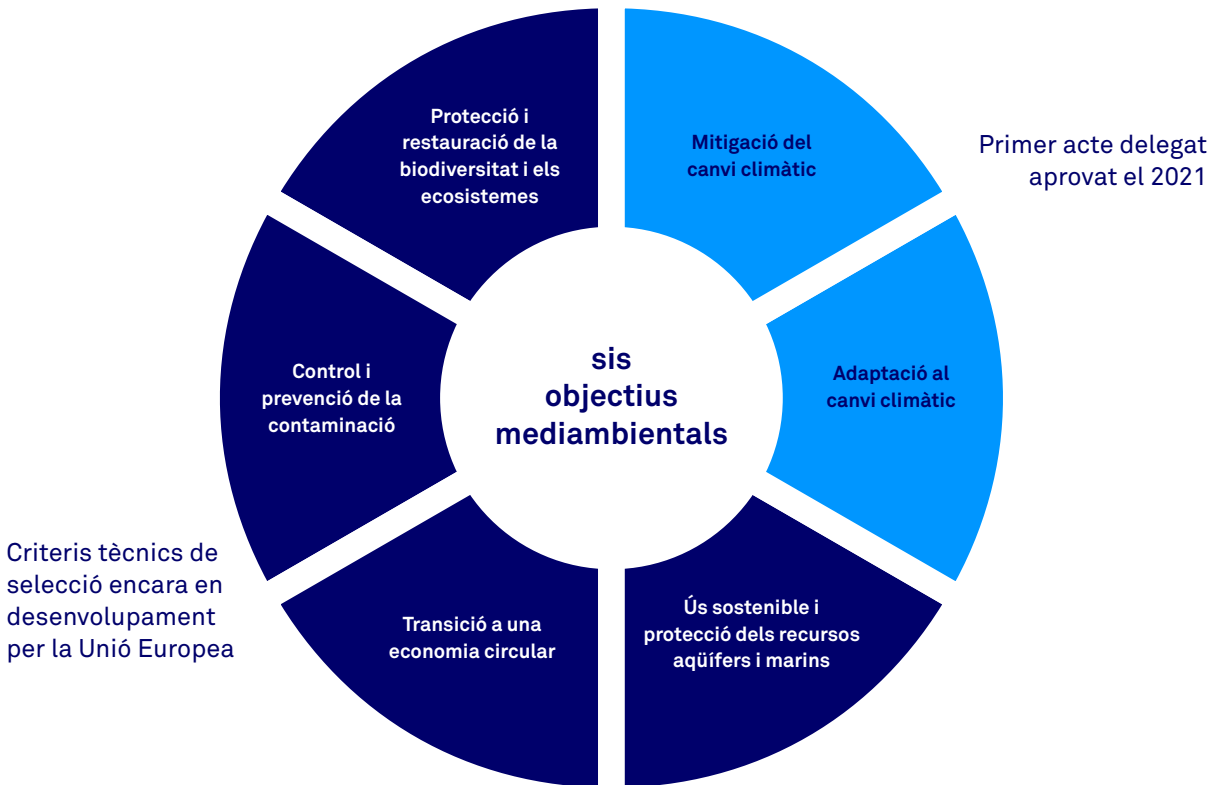 Protecció i
restauració de la
biodiversitat i els
ecosistemes
Mitigació del
canvi climàtic
Primer acte delegat
aprovat el 2021
Control i
prevenció de la
contaminació
sis
objectius
mediambientals
Adaptació al
canvi climàtic
Criteris tècnics de
selecció encara en
desenvolupament
per la Unió Europea
Transició a una
economia circular
Ús sostenible i
protecció dels recursos
aqüífers i marins